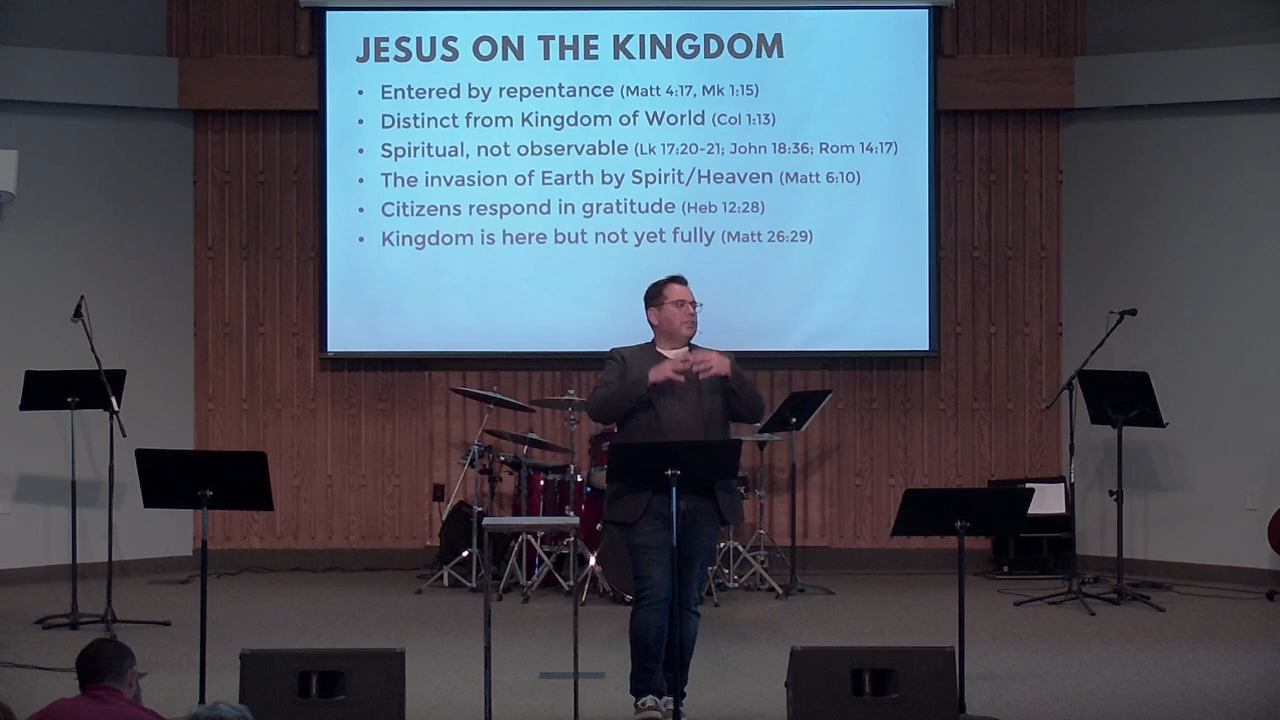 JESUS ON THE KINGDOM
• Entered by repentance (Matt 4:17, Mk 1:15)
• Distinct from Kingdom of World (Col 1:13)
• Spiritual, not observable (Lk 17:20-21; John 18:36; Rom 14:17)
• The invasion of Earth by Spirit/Heaven (Matt 6:10)
• Citizens respond in gratitude (Heb 12:28)
• Kingdom is here but not yet fully (Matt 26:29)